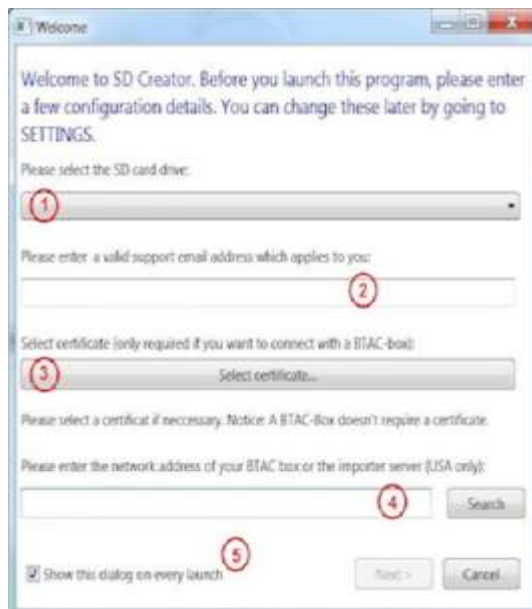 Welcome
Welcome to SD Creator. Before you launch this program, please enter
a few configuration details. You can change these later by going to
SETTINGS.
Please select the SD card drive:
1
Please enter a valid support email address which applies to you:
2
Select certificate (only required if you want to connect with a BTAC-box):
3 Select certificate...
Please select a certificat if neccessary. Notice: A BTAC-Box doesn't require a certificate.
Please enter the network address of your BTAC box or the importer server (USA only):
4 Search
5
Show this dialog on every launch Next > Cancel